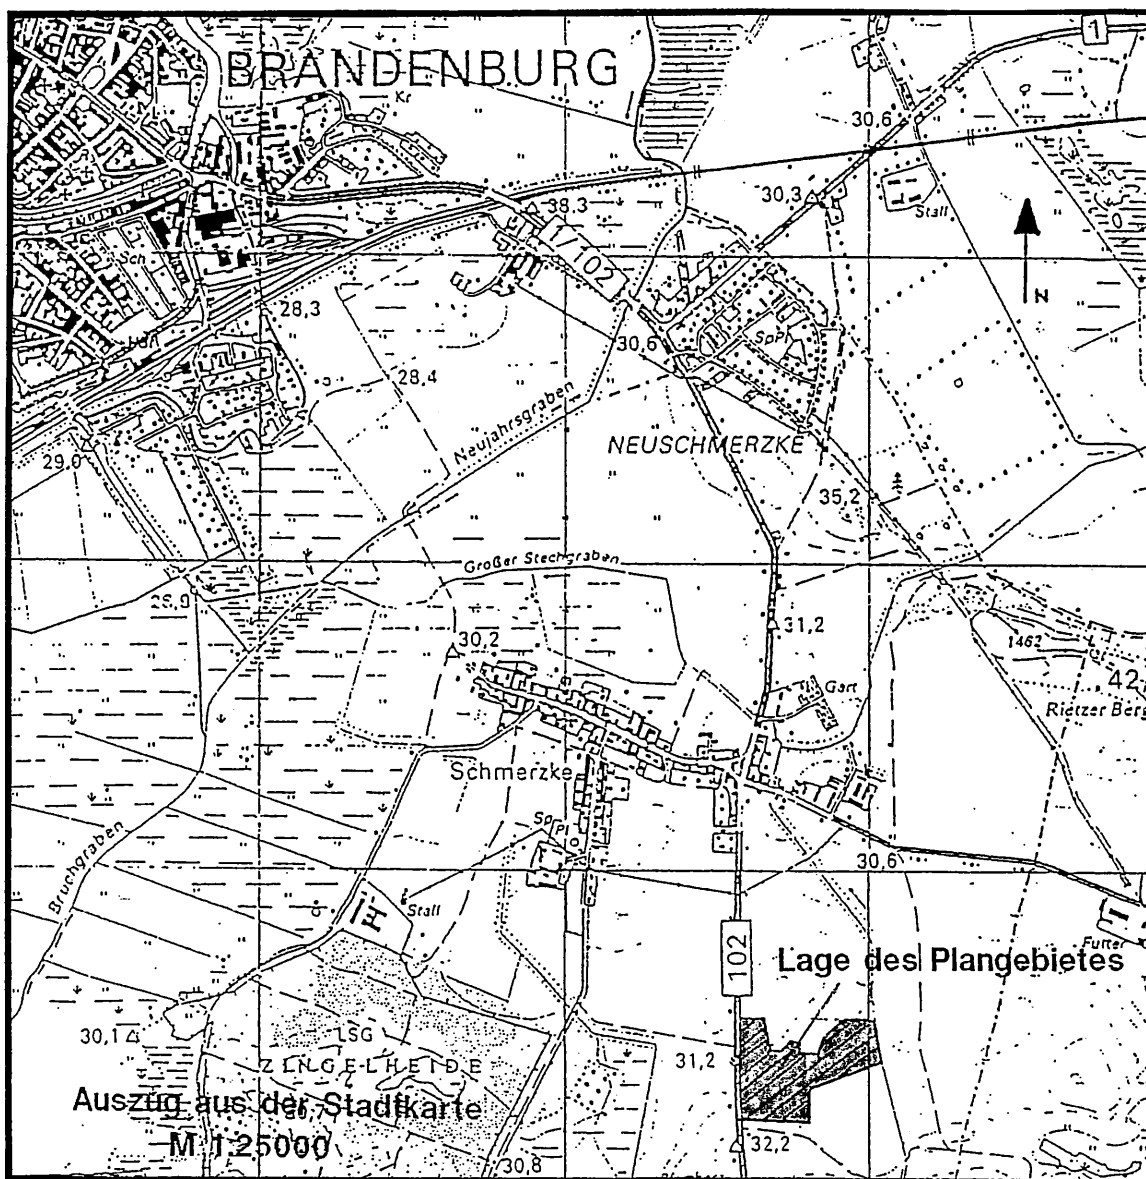 BRANDENBURG
Kr
1
30,6
30,3
Stall
38,3
1/102
N
Sch
28,3
30,6
SpPl
28,4
Neujahrsgraben
NEUSCHMERZKE
29,0
35,2
Großer Stechgraben
30,2
31,2
1462
42
Gart
Rietzer Berg
Schmerzke
SpPl
Bruchgraben
30,6
Stall
102
Futter
Lage des Plangebietes
30,1
LSG
ZINGELHEIDE
31,2
Auszug aus der Stadtkarte
M 1:25000
30,8
32,2